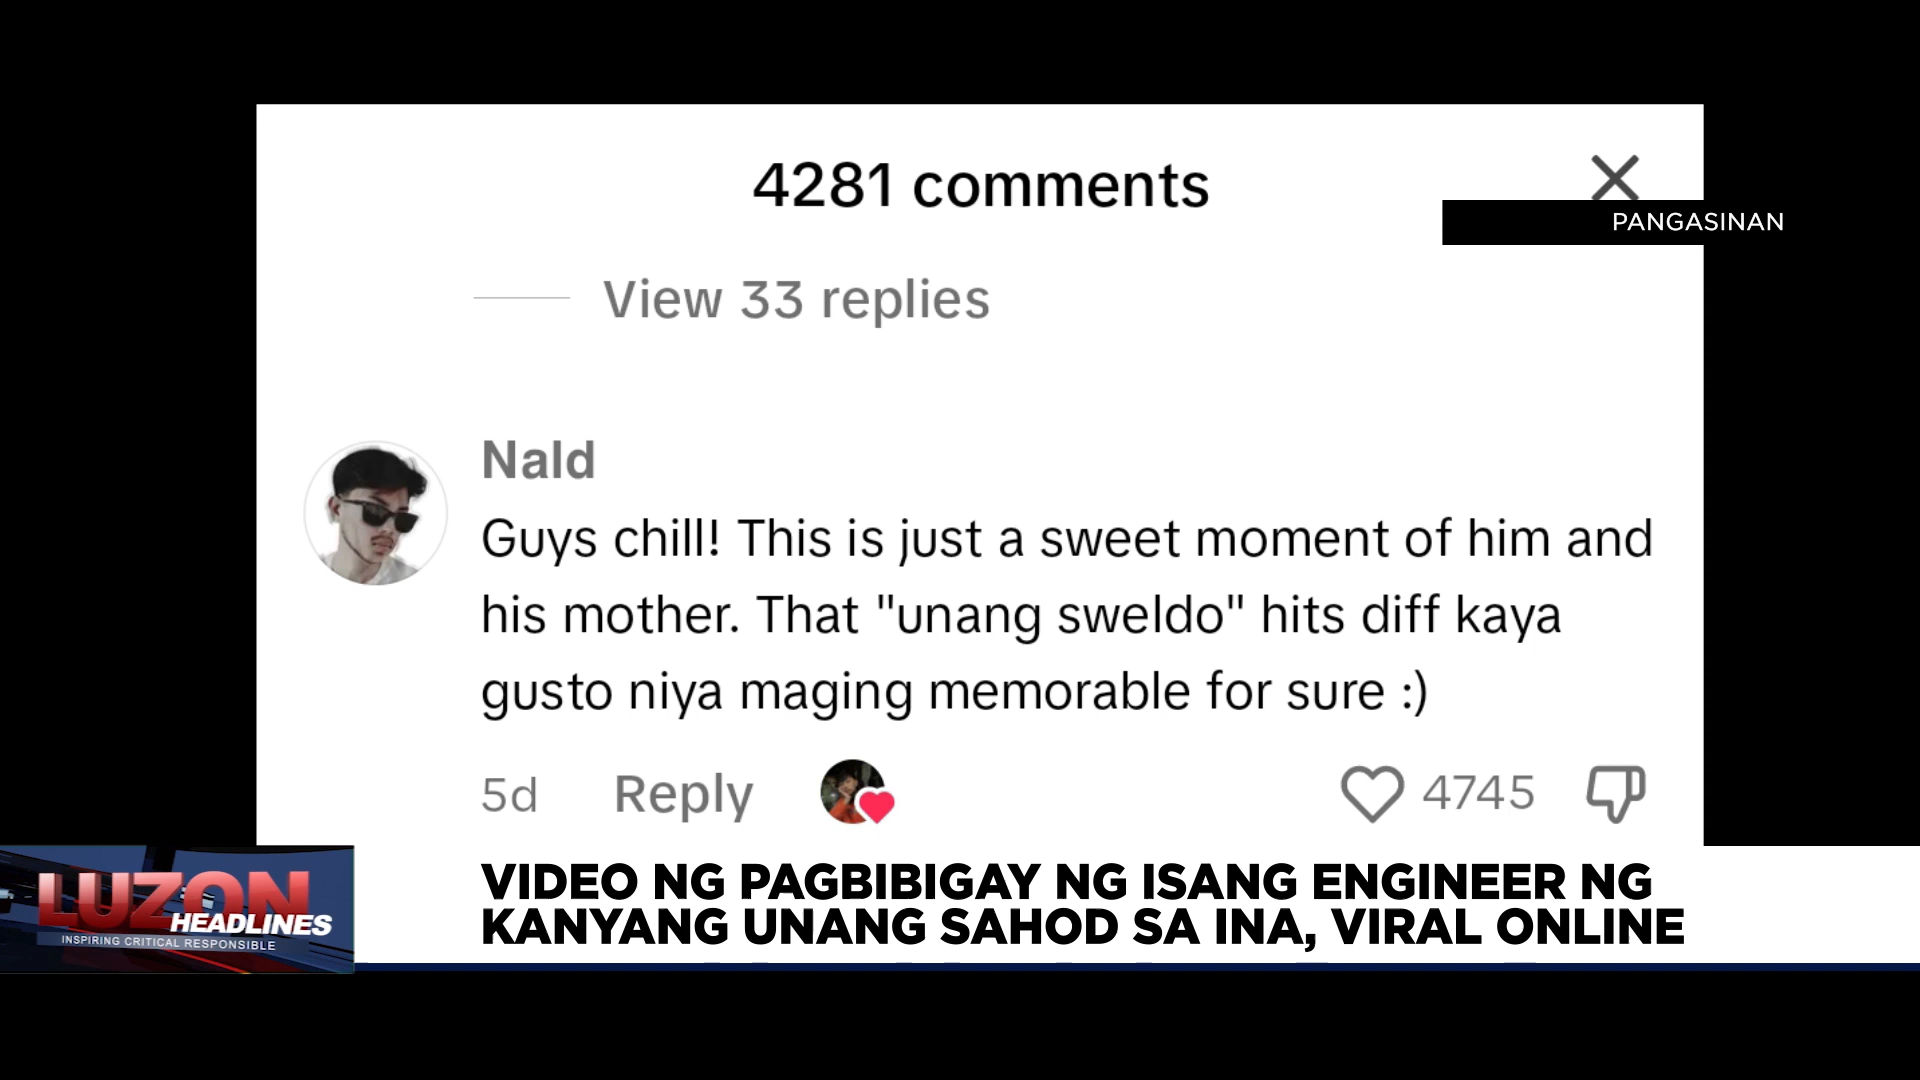 4281 comments
PANGASINAN
View 33 replies
Nald
Guys chill! This is just a sweet moment of him and
his mother. That "unang sweldo" hits diff kaya
gusto niya maging memorable for sure :)
5d Reply 4745
LUZON
HEADLINES
INSPIRING CRITICAL RESPONSIBLE
VIDEO NG PAGBIBIGAY NG ISANG ENGINEER NG
KANYANG UNANG SAHOD SA INA, VIRAL ONLINE